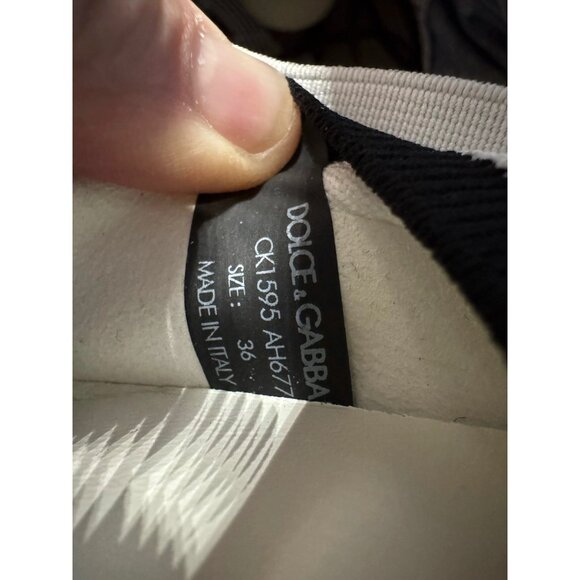 DOLCE & GABBA
CK1595 AH677
SIZE: 36
MADE IN ITALY